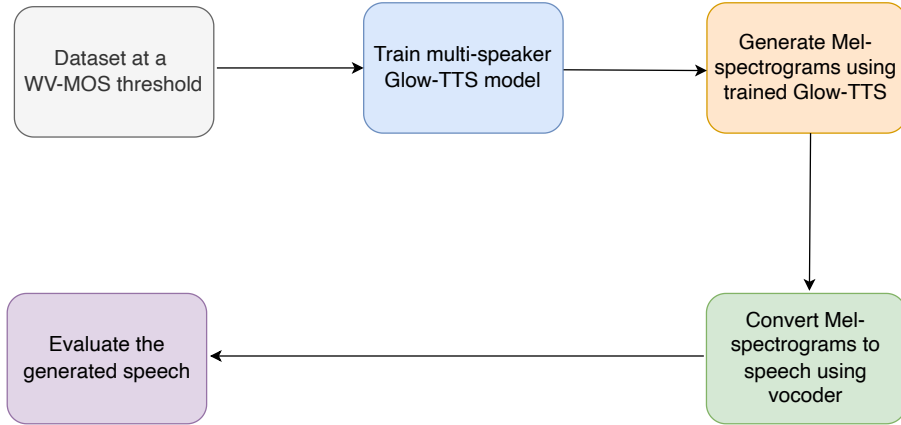 Dataset at a
WV-MOS threshold
Train multi-speaker
Glow-TTS model
Generate Mel-
spectrograms using
trained Glow-TTS
Convert Mel-
spectrograms to
speech using
vocoder
Evaluate the
generated speech